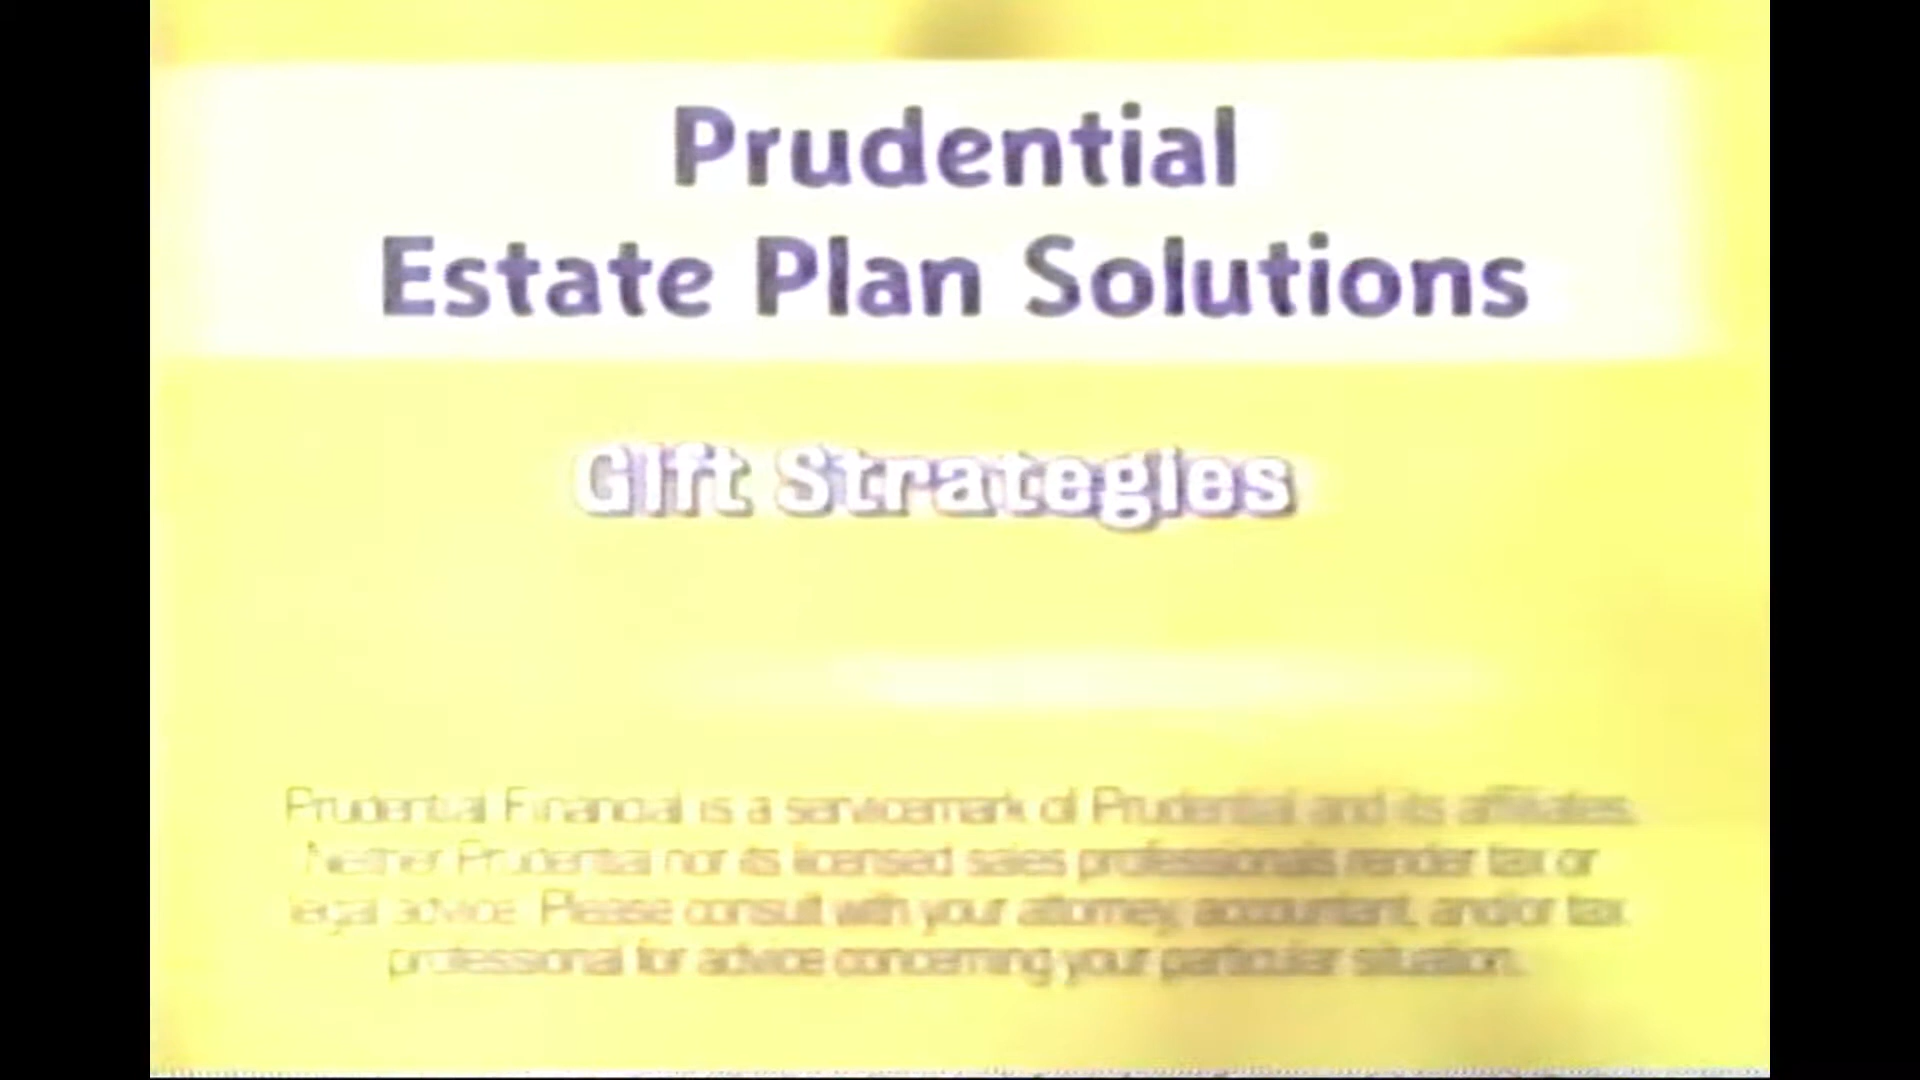 Prudential
Estate Plan Solutions
Gift Strategies
Prudential Financial is a servicemark of Prudential and its affiliates.
Neither Prudential nor its licensed sales professionals render tax or
legal advice. Please consult with your attorney, accountant, and/or tax
professional for advice concerning your particular situation.